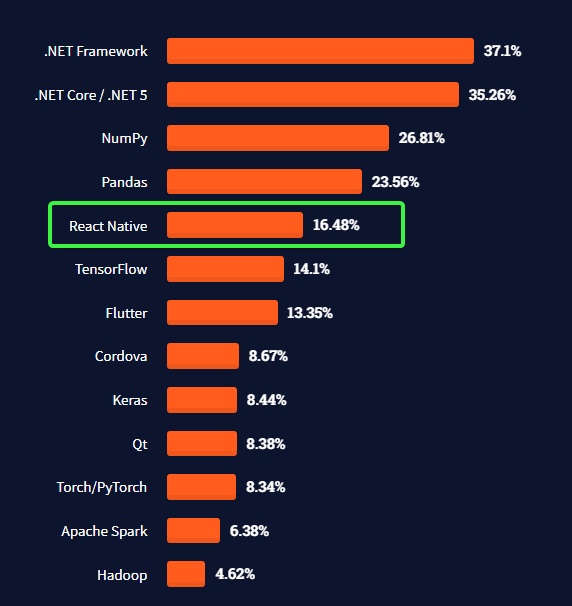 .NET Framework 37.1%
.NET Core / .NET 5 35.26%
NumPy 26.81%
Pandas 23.56%
React Native 16.48%
TensorFlow 14.1%
Flutter 13.35%
Cordova 8.67%
Keras 8.44%
Qt 8.38%
Torch/PyTorch 8.34%
Apache Spark 6.38%
Hadoop 4.62%